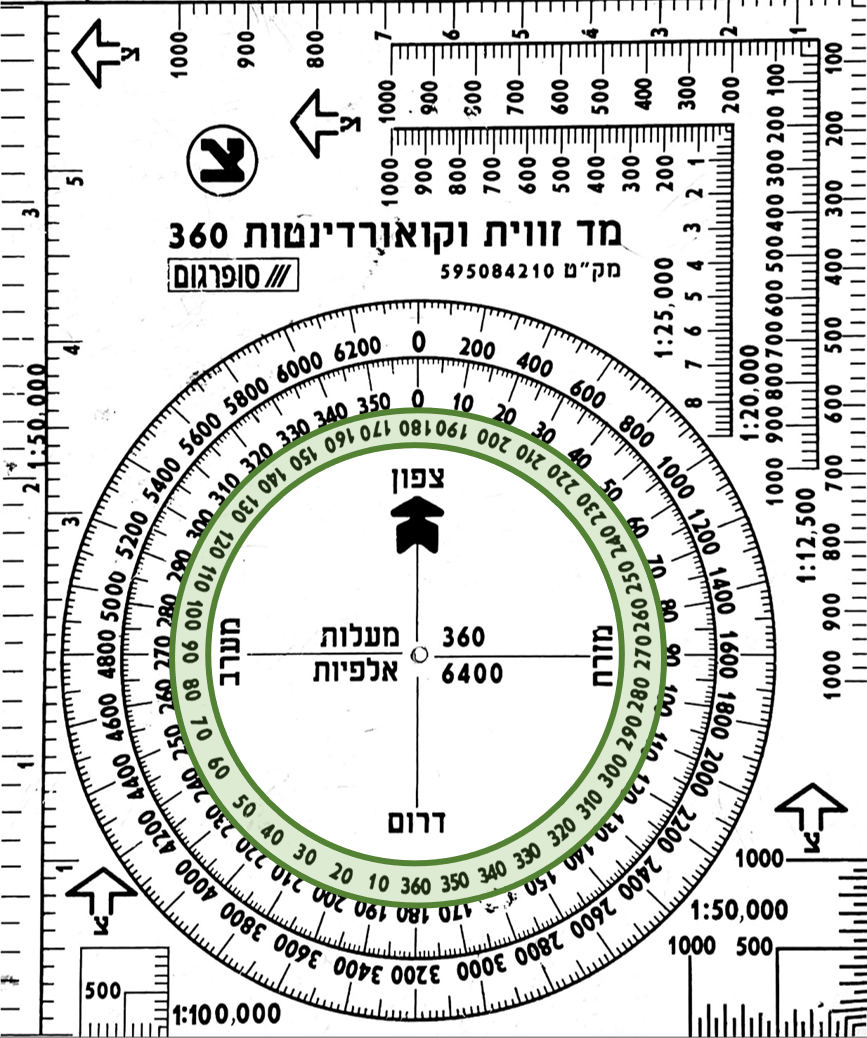 צ
1000 900 800 7 6 5 4 3 2 1
צ
1000 900 800 700 600 500 400 300 200
100 200 300 400 500 600 700 800 900 1000
1000 900 800 700 600 500 400 300 200
1 2 3 4 5 6 7 8
100 200 300 400 500 600 700 800 900 1000
מד זווית וקואורדינטות 360
סופרגום
מק״ט 595084210
1:25,000
1:20,000
1:12,500
5 4 3 1
3 2 1
1:50,000
0 200 400 600 800 1000 1200 1400 1600 1800 2000 2200 2400 2600 2800 3000 3200 3400 3600 3800 4000 4200 4400 4600 4800 5000 5200 5400 5600 5800 6000 6200
0 10 20 30 40 50 60 70 80 90 100 110 120 130 140 150 170 180 190 200 210 220 230 240 250 260 270 280 290 300 310 320 330 340 350
180 190 200 210 220 230 240 250 260 270 280 290 300 310 320 330 340 350 360 10 20 30 40 50 60 70 80 90 100 110 120 130 140 150 160 170
צפון
מערב
מעלות 360
אלפיות 6400
מזרח
דרום
צ
צ
1000
1:50,000
1000 500
500
1:100,000